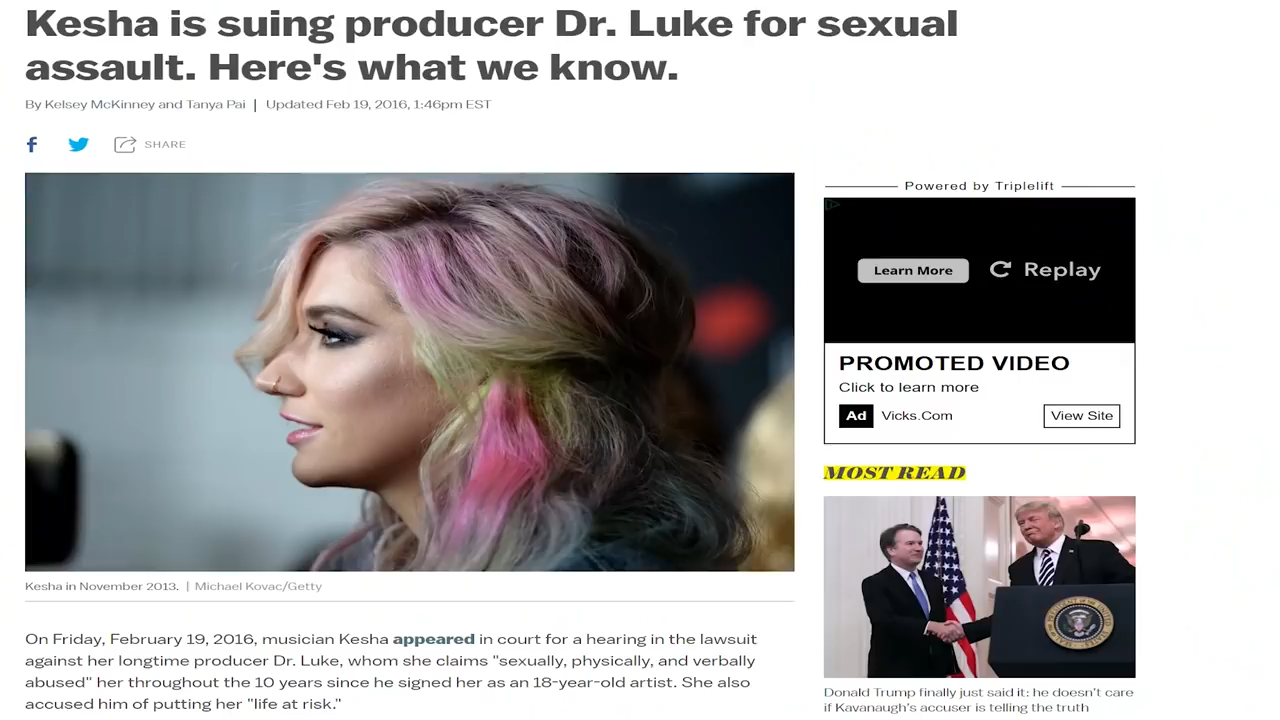 Kesha is suing producer Dr. Luke for sexual
assault. Here's what we know.
By Kelsey McKinney and Tanya Pai | Updated Feb 19, 2016, 1:46pm EST
f SHARE
Powered by Triplelift
Learn More Replay
PROMOTED VIDEO
Click to learn more
Ad Vicks.Com View Site
MOST READ
Kesha in November 2013. | Michael Kovac/Getty
On Friday, February 19, 2016, musician Kesha appeared in court for a hearing in the lawsuit
against her longtime producer Dr. Luke, whom she claims "sexually, physically, and verbally
abused" her throughout the 10 years since he signed her as an 18-year-old artist. She also
accused him of putting her "life at risk."
Donald Trump finally just said it: he doesn't care
if Kavanaugh's accuser is telling the truth